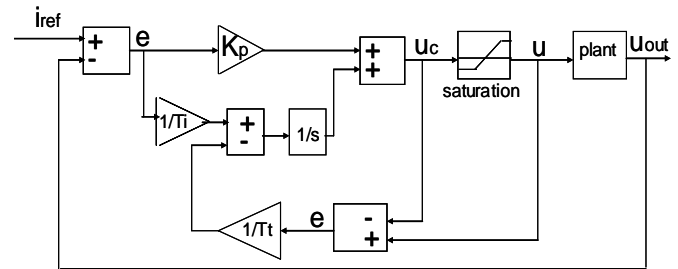 iref
e
Kp
uc
u
plant
uout
saturation
+
-
+
+
1/Ti
+
-
1/s
1/Tt
e
-
+